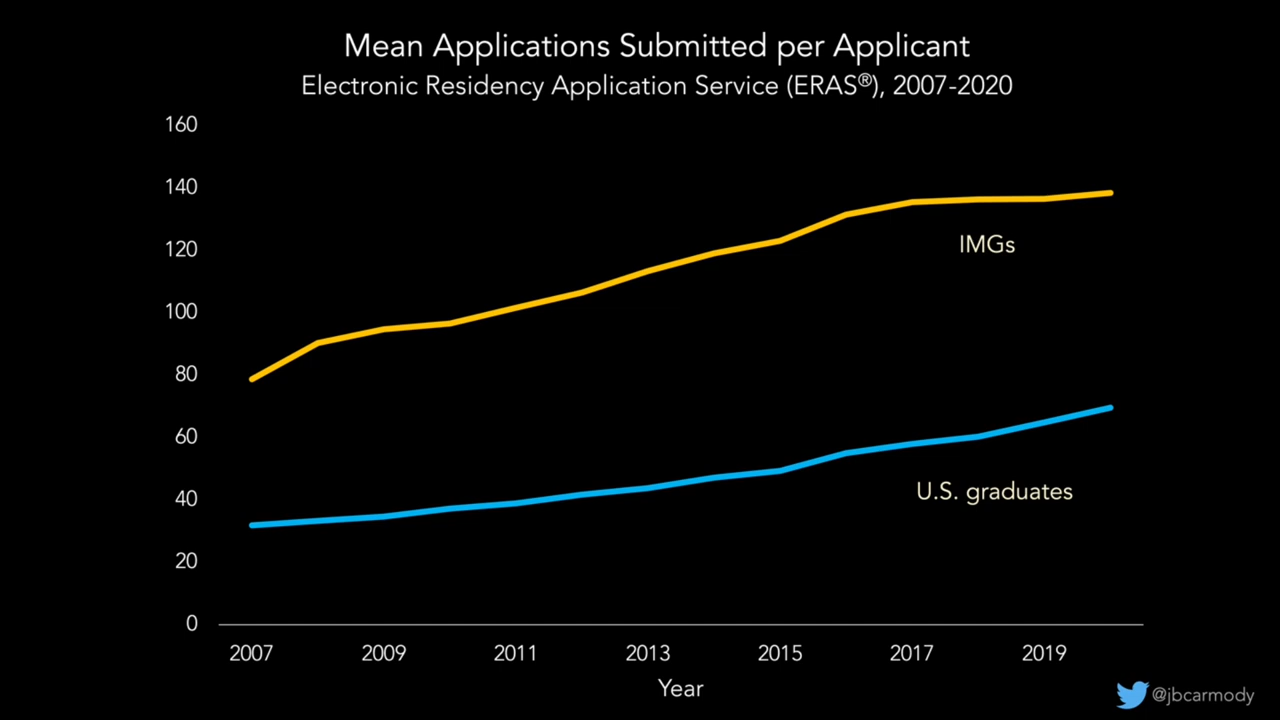 Mean Applications Submitted per Applicant
Electronic Residency Application Service (ERAS®), 2007-2020
160
140
120
100
80
60
40
20
0
IMGs
U.S. graduates
2007 2009 2011 2013 2015 2017 2019
Year
@jbcarmody